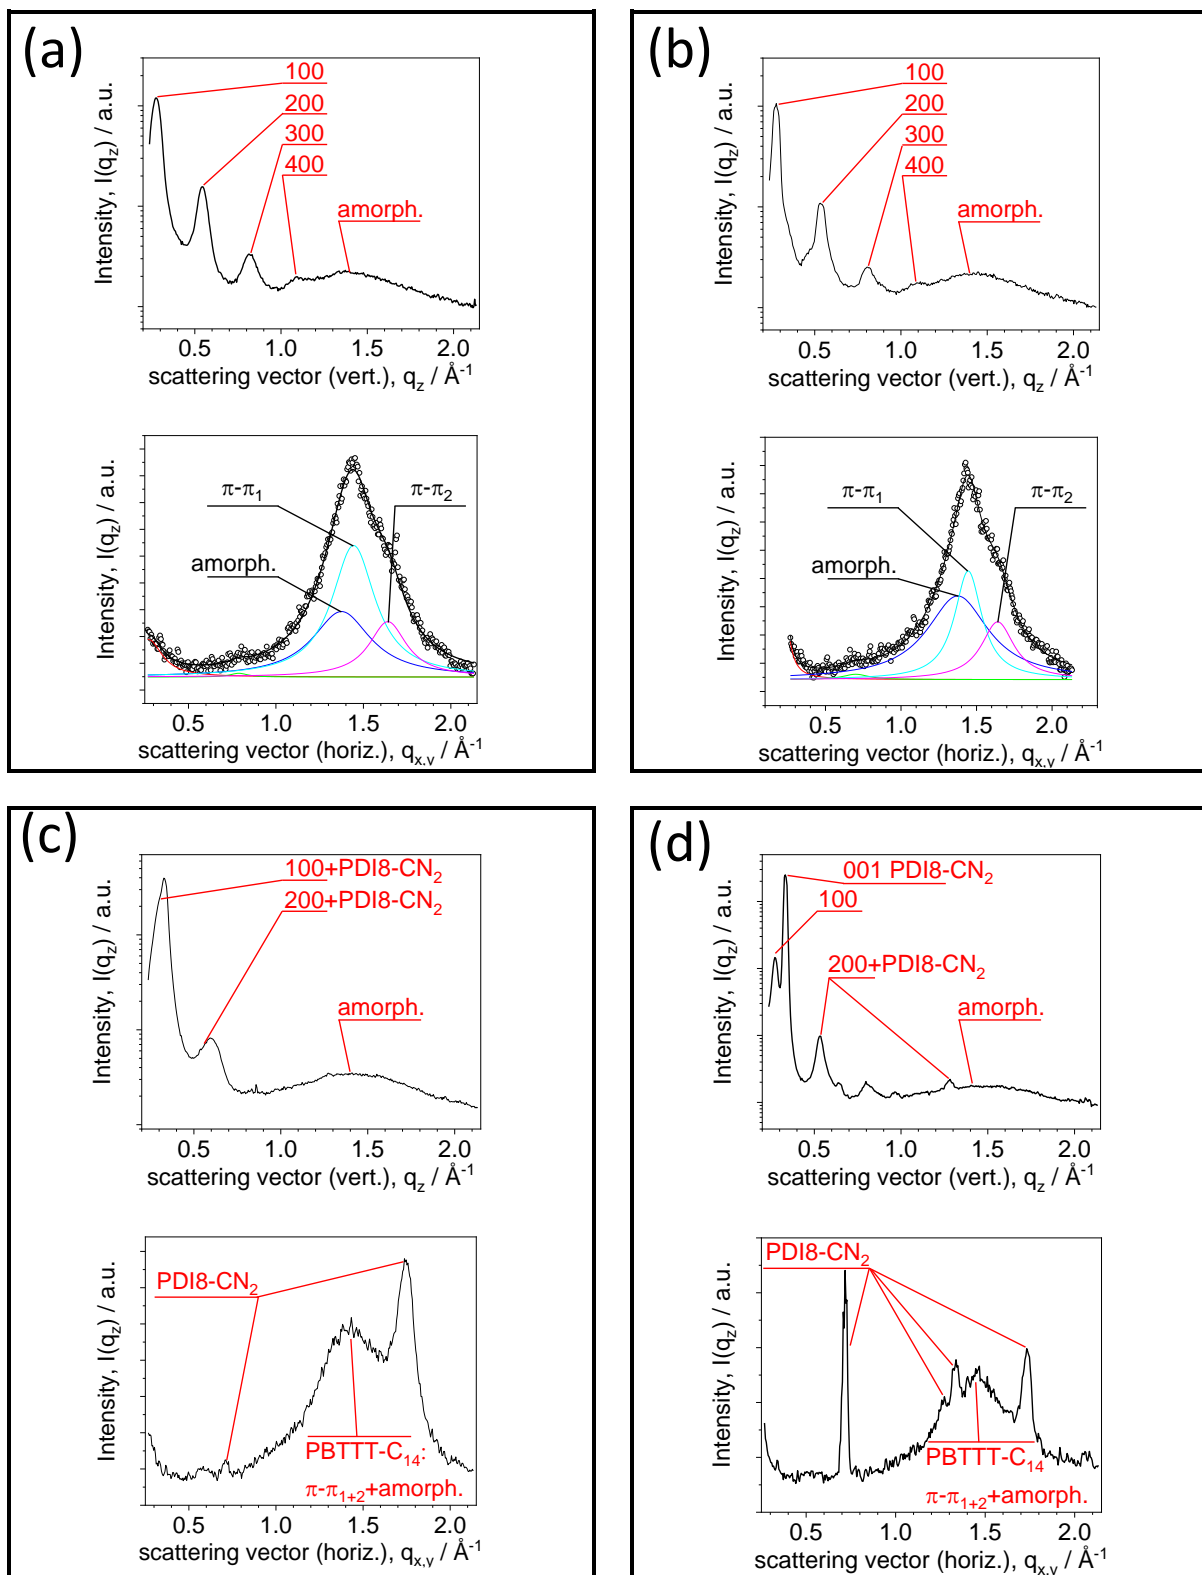 (a)
100
200
300
400
amorph.
Intensity, I(q_z) / a.u.
0.5 1.0 1.5 2.0
scattering vector (vert.), q_z / Å^-1
π-π_1
π-π_2
amorph.
Intensity, I(q_z) / a.u.
0.5 1.0 1.5 2.0
scattering vector (horiz.), q_x,y / Å^-1
(b)
100
200
300
400
amorph.
Intensity, I(q_z) / a.u.
0.5 1.0 1.5 2.0
scattering vector (vert.), q_z / Å^-1
π-π_1
π-π_2
amorph.
Intensity, I(q_z) / a.u.
0.5 1.0 1.5 2.0
scattering vector (horiz.), q_x,y / Å^-1
(c)
100+PDI8-CN_2
200+PDI8-CN_2
amorph.
Intensity, I(q_z) / a.u.
0.5 1.0 1.5 2.0
scattering vector (vert.), q_z / Å^-1
PDI8-CN_2
PBTTT-C_14:
π-π_1+2+amorph.
Intensity, I(q_z) / a.u.
0.5 1.0 1.5 2.0
scattering vector (horiz.), q_x,y / Å^-1
(d)
001 PDI8-CN_2
100
200+PDI8-CN_2
amorph.
Intensity, I(q_z) / a.u.
0.5 1.0 1.5 2.0
scattering vector (vert.), q_z / Å^-1
PDI8-CN_2
PBTTT-C_14
π-π_1+2+amorph.
Intensity, I(q_z) / a.u.
0.5 1.0 1.5 2.0
scattering vector (horiz.), q_x,y / Å^-1